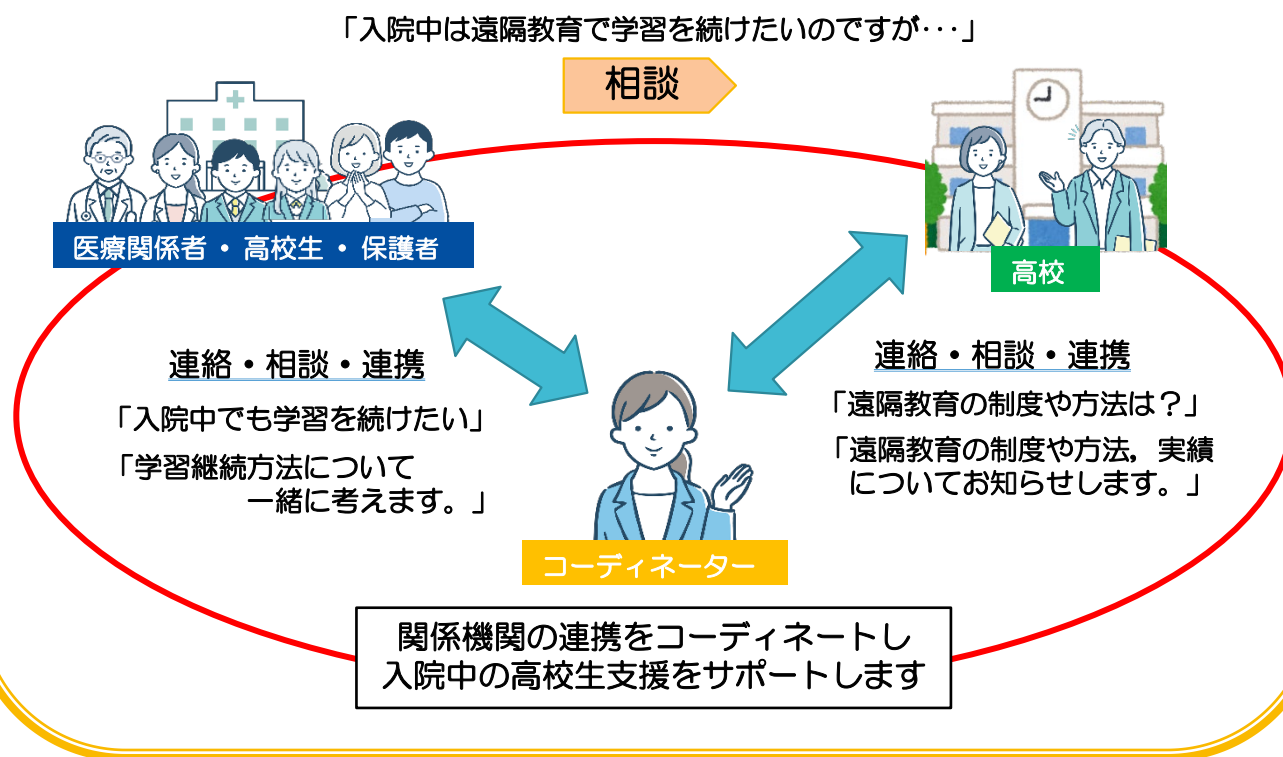 「入院中は遠隔教育で学習を続けたいのですが･･･」
相談
医療関係者 ・ 高校生 ・ 保護者
高校
連絡・相談・連携
「入院中でも学習を続けたい」
「学習継続方法について
一緒に考えます。」
連絡・相談・連携
「遠隔教育の制度や方法は？」
「遠隔教育の制度や方法，実績
についてお知らせします。」
コーディネーター
関係機関の連携をコーディネートし
入院中の高校生支援をサポートします